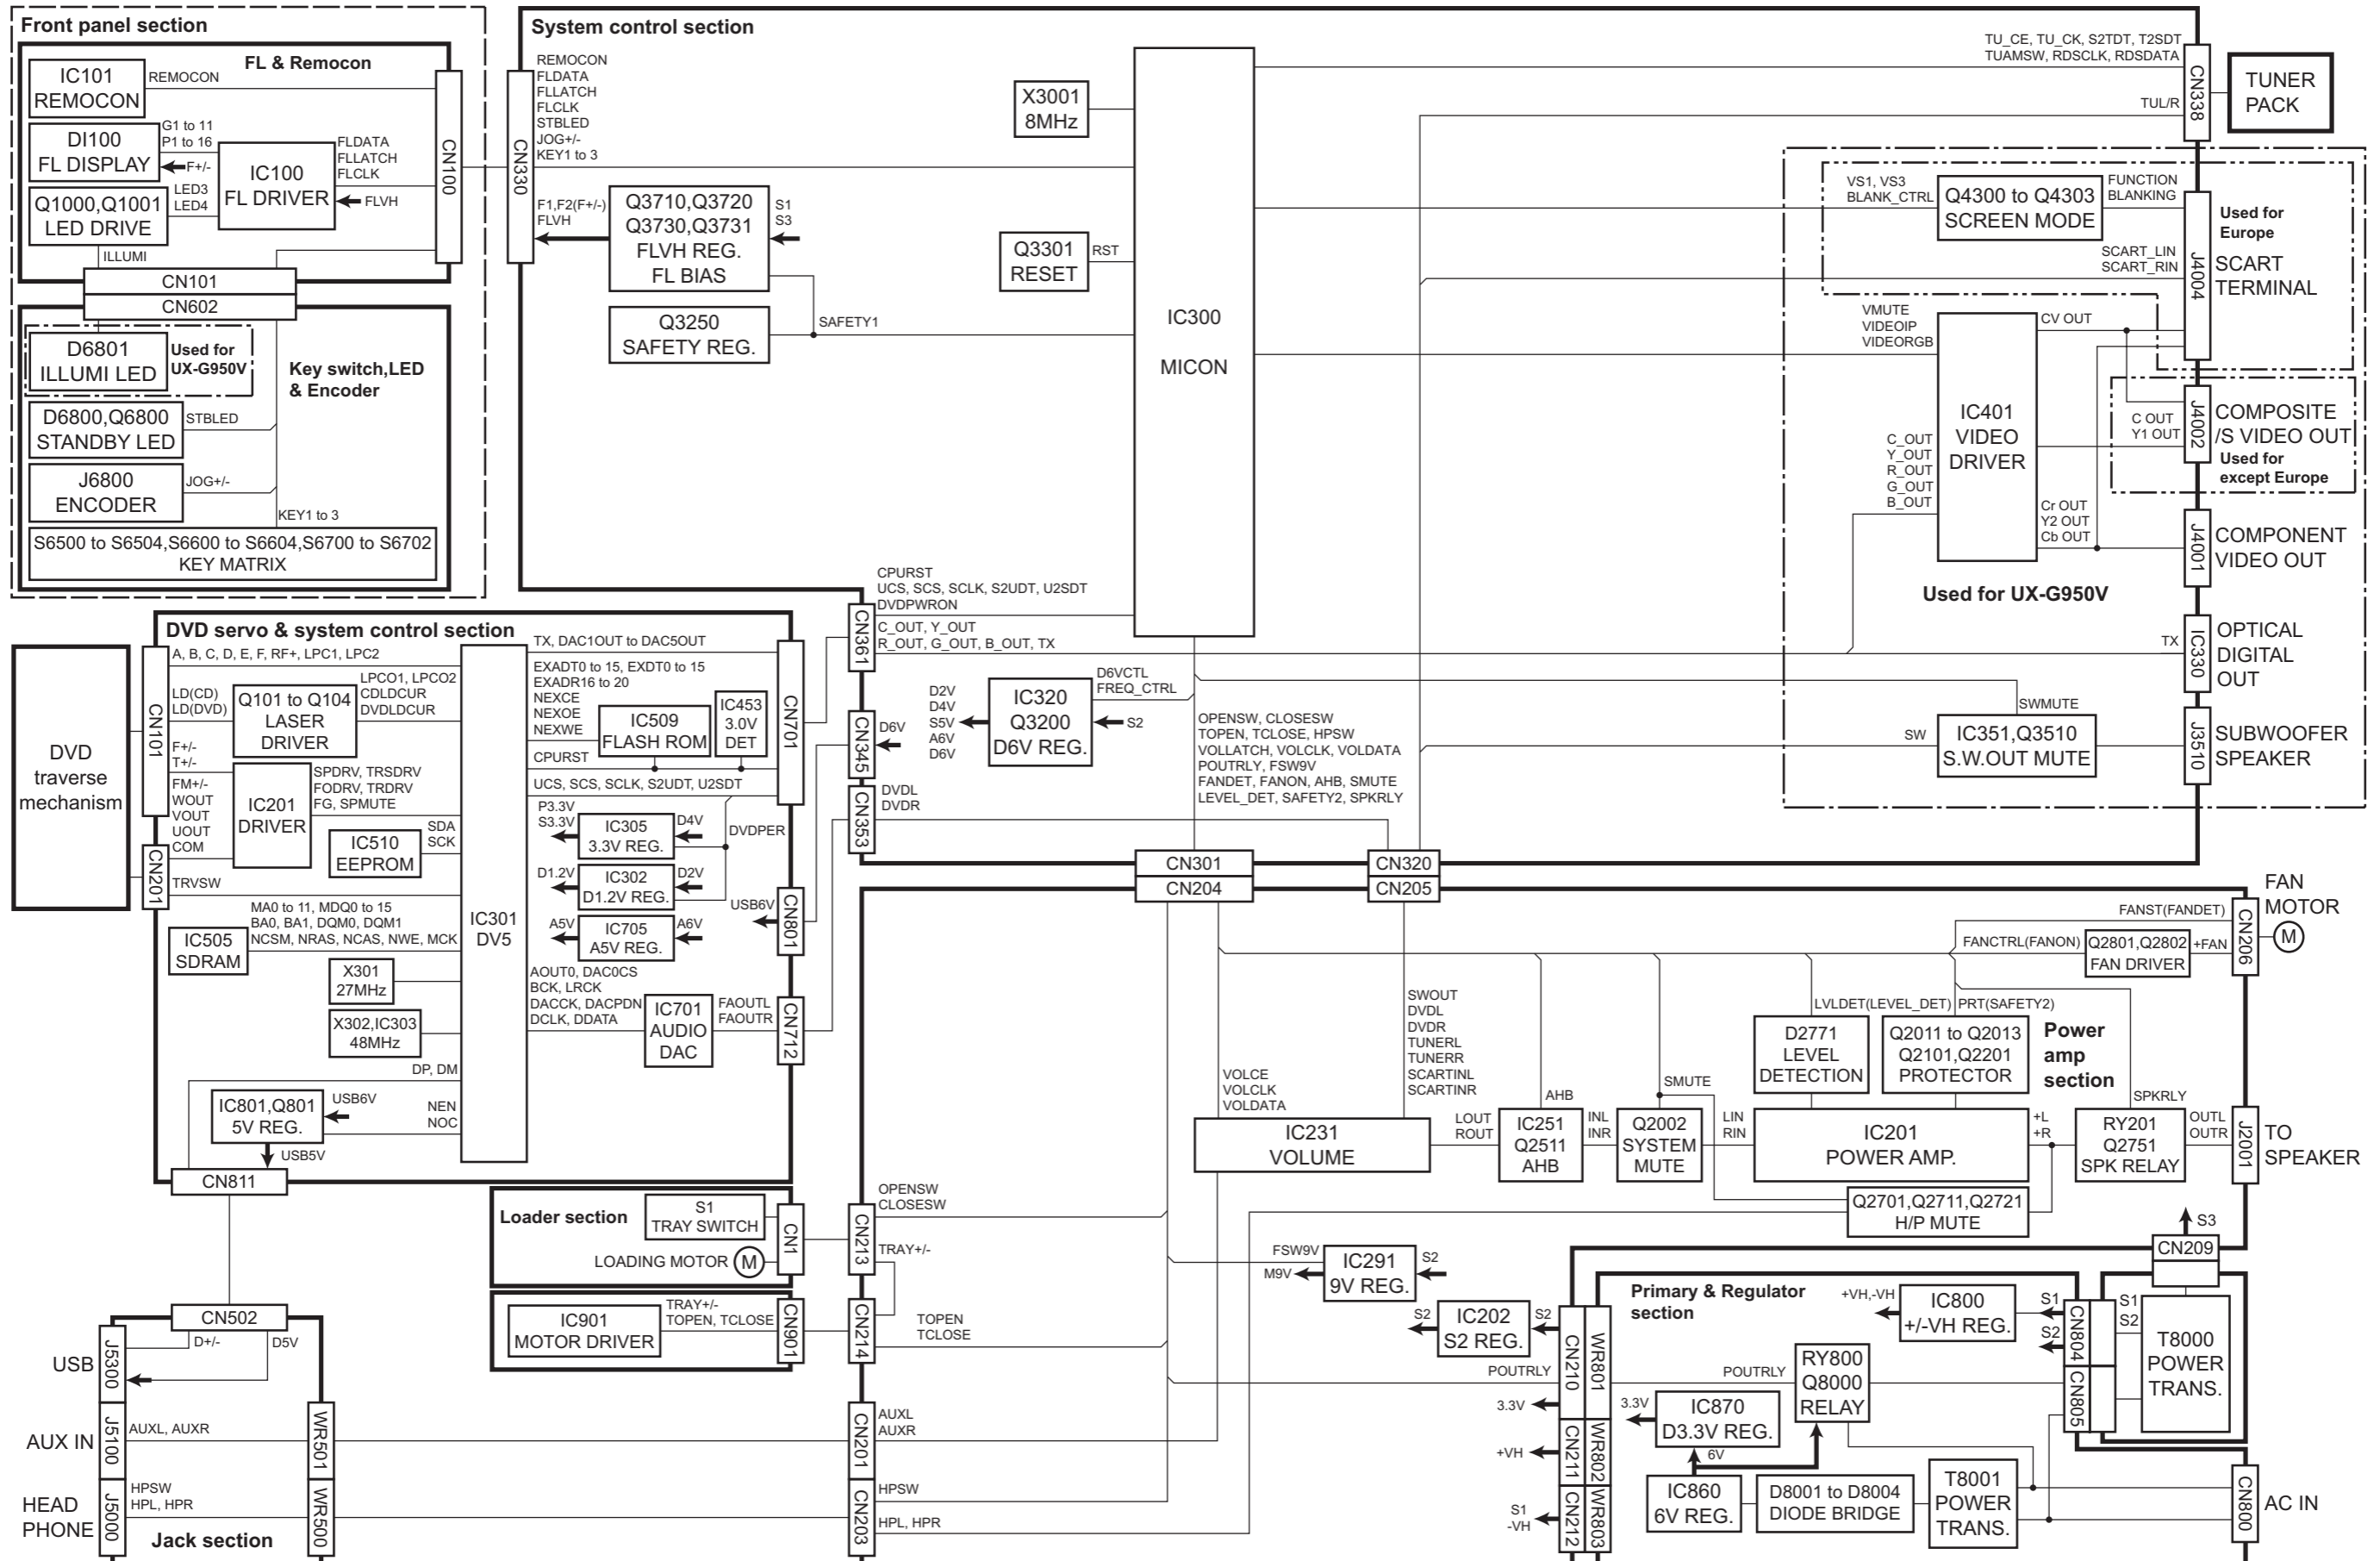 Front panel section
FL & Remocon
IC101
REMOCON
REMOCON
DI100
FL DISPLAY
G1 to 11
P1 to 16
F+/-
IC100
FL DRIVER
FLDATA
FLLATCH
FLCLK
FLVH
Q1000,Q1001
LED DRIVE
LED3
LED4
ILLUMI
CN100
CN101
CN602
D6801
ILLUMI LED
Used for
UX-G950V
Key switch,LED
& Encoder
D6800,Q6800
STANDBY LED
STBLED
J6800
ENCODER
JOG+/-
KEY1 to 3
S6500 to S6504,S6600 to S6604,S6700 to S6702
KEY MATRIX
System control section
CN330
REMOCON
FLDATA
FLLATCH
FLCLK
STBLED
JOG+/-
KEY1 to 3
F1,F2(F+/-)
FLVH
Q3710,Q3720
Q3730,Q3731
FLVH REG.
FL BIAS
S1
S3
Q3250
SAFETY REG.
SAFETY1
X3001
8MHz
Q3301
RESET
RST
IC300
MICON
TU_CE, TU_CK, S2TDT, T2SDT
TUAMSW, RDSCLK, RDSDATA
TUL/R
CN338
TUNER
PACK
VS1, VS3
BLANK_CTRL
Q4300 to Q4303
SCREEN MODE
FUNCTION
BLANKING
Used for
Europe
SCART_LIN
SCART_RIN
J4004
SCART
TERMINAL
VMUTE
VIDEOIP
VIDEORGB
CV OUT
IC401
VIDEO
DRIVER
C_OUT
Y_OUT
R_OUT
G_OUT
B_OUT
C OUT
Y1 OUT
J4002
COMPOSITE
/S VIDEO OUT
Used for
except Europe
Cr OUT
Y2 OUT
Cb OUT
J4001
COMPONENT
VIDEO OUT
Used for UX-G950V
TX
IC330
OPTICAL
DIGITAL
OUT
SWMUTE
SW
IC351,Q3510
S.W.OUT MUTE
J3510
SUBWOOFER
SPEAKER
CPURST
UCS, SCS, SCLK, S2UDT, U2SDT
DVDPWRON
CN361
C_OUT, Y_OUT
R_OUT, G_OUT, B_OUT, TX
D2V
D4V
S5V
A6V
D6V
IC320
Q3200
D6V REG.
D6VCTL
FREQ_CTRL
S2
CN345
D6V
CN353
DVDL
DVDR
OPENSW, CLOSESW
TOPEN, TCLOSE, HPSW
VOLLATCH, VOLCLK, VOLDATA
POUTRLY, FSW9V
FANDET, FANON, AHB, SMUTE
LEVEL_DET, SAFETY2, SPKRLY
CN301
CN204
CN320
CN205
DVD servo & system control section
DVD
traverse
mechanism
CN101
CN201
A, B, C, D, E, F, RF+, LPC1, LPC2
LD(CD)
LD(DVD)
Q101 to Q104
LASER
DRIVER
LPCO1, LPCO2
CDLDCUR
DVDLDCUR
F+/-
T+/-
FM+/-
WOUT
VOUT
UOUT
COM
IC201
DRIVER
SPDRV, TRSDRV
FODRV, TRDRV
FG, SPMUTE
IC510
EEPROM
SDA
SCK
TRVSW
MA0 to 11, MDQ0 to 15
BA0, BA1, DQM0, DQM1
NCSM, NRAS, NCAS, NWE, MCK
IC505
SDRAM
X301
27MHz
X302,IC303
48MHz
DP, DM
IC801,Q801
5V REG.
USB6V
NEN
NOC
USB5V
CN811
IC301
DV5
TX, DAC1OUT to DAC5OUT
EXADT0 to 15, EXDT0 to 15
EXADR16 to 20
NEXCE
NEXOE
NEXWE
IC509
FLASH ROM
IC453
3.0V
DET
CPURST
UCS, SCS, SCLK, S2UDT, U2SDT
CN701
P3.3V
S3.3V
IC305
3.3V REG.
D4V
DVDPER
D1.2V
IC302
D1.2V REG.
D2V
A5V
IC705
A5V REG.
A6V
USB6V
CN801
AOUT0, DAC0CS
BCK, LRCK
DACCK, DACPDN
DCLK, DDATA
IC701
AUDIO
DAC
FAOUTL
FAOUTR
CN712
Loader section
S1
TRAY SWITCH
LOADING MOTOR
M
CN1
IC901
MOTOR DRIVER
TRAY+/-
TOPEN, TCLOSE
CN901
CN213
OPENSW
CLOSESW
TRAY+/-
CN214
TOPEN
TCLOSE
CN201
AUXL
AUXR
CN203
HPSW
HPL, HPR
CN502
USB
J5300
D+/-
D5V
AUX IN
J5100
AUXL, AUXR
WR501
HEAD
PHONE
J5000
HPSW
HPL, HPR
WR500
Jack section
FAN
MOTOR
M
CN206
FANST(FANDET)
FANCTRL(FANON)
Q2801,Q2802
FAN DRIVER
+FAN
LVLDET(LEVEL_DET)
PRT(SAFETY2)
D2771
LEVEL
DETECTION
Q2011 to Q2013
Q2101,Q2201
PROTECTOR
Power
amp
section
SWOUT
DVDL
DVDR
TUNERL
TUNERR
SCARTINL
SCARTINR
VOLCE
VOLCLK
VOLDATA
IC231
VOLUME
LOUT
ROUT
AHB
IC251
Q2511
AHB
INL
INR
SMUTE
Q2002
SYSTEM
MUTE
LIN
RIN
IC201
POWER AMP.
+L
+R
SPKRLY
RY201
Q2751
SPK RELAY
OUTL
OUTR
J2001
TO
SPEAKER
Q2701,Q2711,Q2721
H/P MUTE
S3
CN209
FSW9V
M9V
IC291
9V REG.
S2
S2
IC202
S2 REG.
S2
POUTRLY
3.3V
+VH
S1
-VH
CN210
CN211
CN212
WR801
WR802
WR803
Primary & Regulator
section
+VH,-VH
IC800
+/-VH REG.
S1
S2
CN804
CN805
S1
S2
T8000
POWER
TRANS.
POUTRLY
RY800
Q8000
RELAY
3.3V
IC870
D3.3V REG.
6V
IC860
6V REG.
D8001 to D8004
DIODE BRIDGE
T8001
POWER
TRANS.
CN800
AC IN